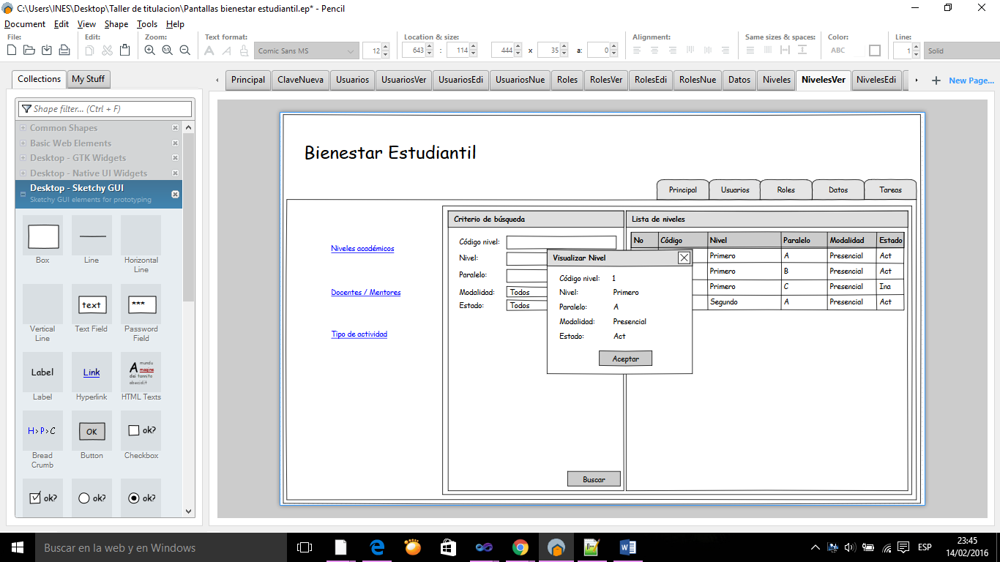 C:\Users\INES\Desktop\Taller de titulacion\Pantallas bienestar estudiantil.ep* - Pencil
Document Edit View Shape Tools Help
File: Edit: Zoom: Text format: Location & size: Alignment: Same sizes & spaces: Color: Line:
1:1 Comic Sans MS 12 643 : 114 444 x 35 a: 0 ABC 1 Solid
Collections My Stuff
Principal ClaveNueva Usuarios UsuariosVer UsuariosEdi UsuariosNue Roles RolesVer RolesEdi RolesNue Datos Niveles NivelesVer NivelesEdi New Page...
Shape filter... (Ctrl + F)
Common Shapes
Basic Web Elements
Desktop - GTK Widgets
Desktop - Native UI Widgets
Desktop - Sketchy GUI
Sketchy GUI elements for prototyping
Box Line Horizontal Line
text ***
Vertical Line Text Field Password Field
Label Link A mundu magine dei tannito abucidit
Label Hyperlink HTML Texts
H>P>C OK ok?
Bread Crumb Button Checkbox
ok? ok? ok?
Bienestar Estudiantil
Principal Usuarios Roles Datos Tareas
Niveles académicos
Docentes / Mentores
Tipo de actividad
Criterio de búsqueda
Código nivel:
Nivel:
Paralelo:
Modalidad: Todos
Estado: Todos
Buscar
Visualizar Nivel
Código nivel: 1
Nivel: Primero
Paralelo: A
Modalidad: Presencial
Estado: Act
Aceptar
Lista de niveles
No Código Nivel Paralelo Modalidad Estado
Primero A Presencial Act
Primero B Presencial Act
Primero C Presencial Ina
Segundo A Presencial Act
Buscar en la web y en Windows
ESP
23:45
14/02/2016